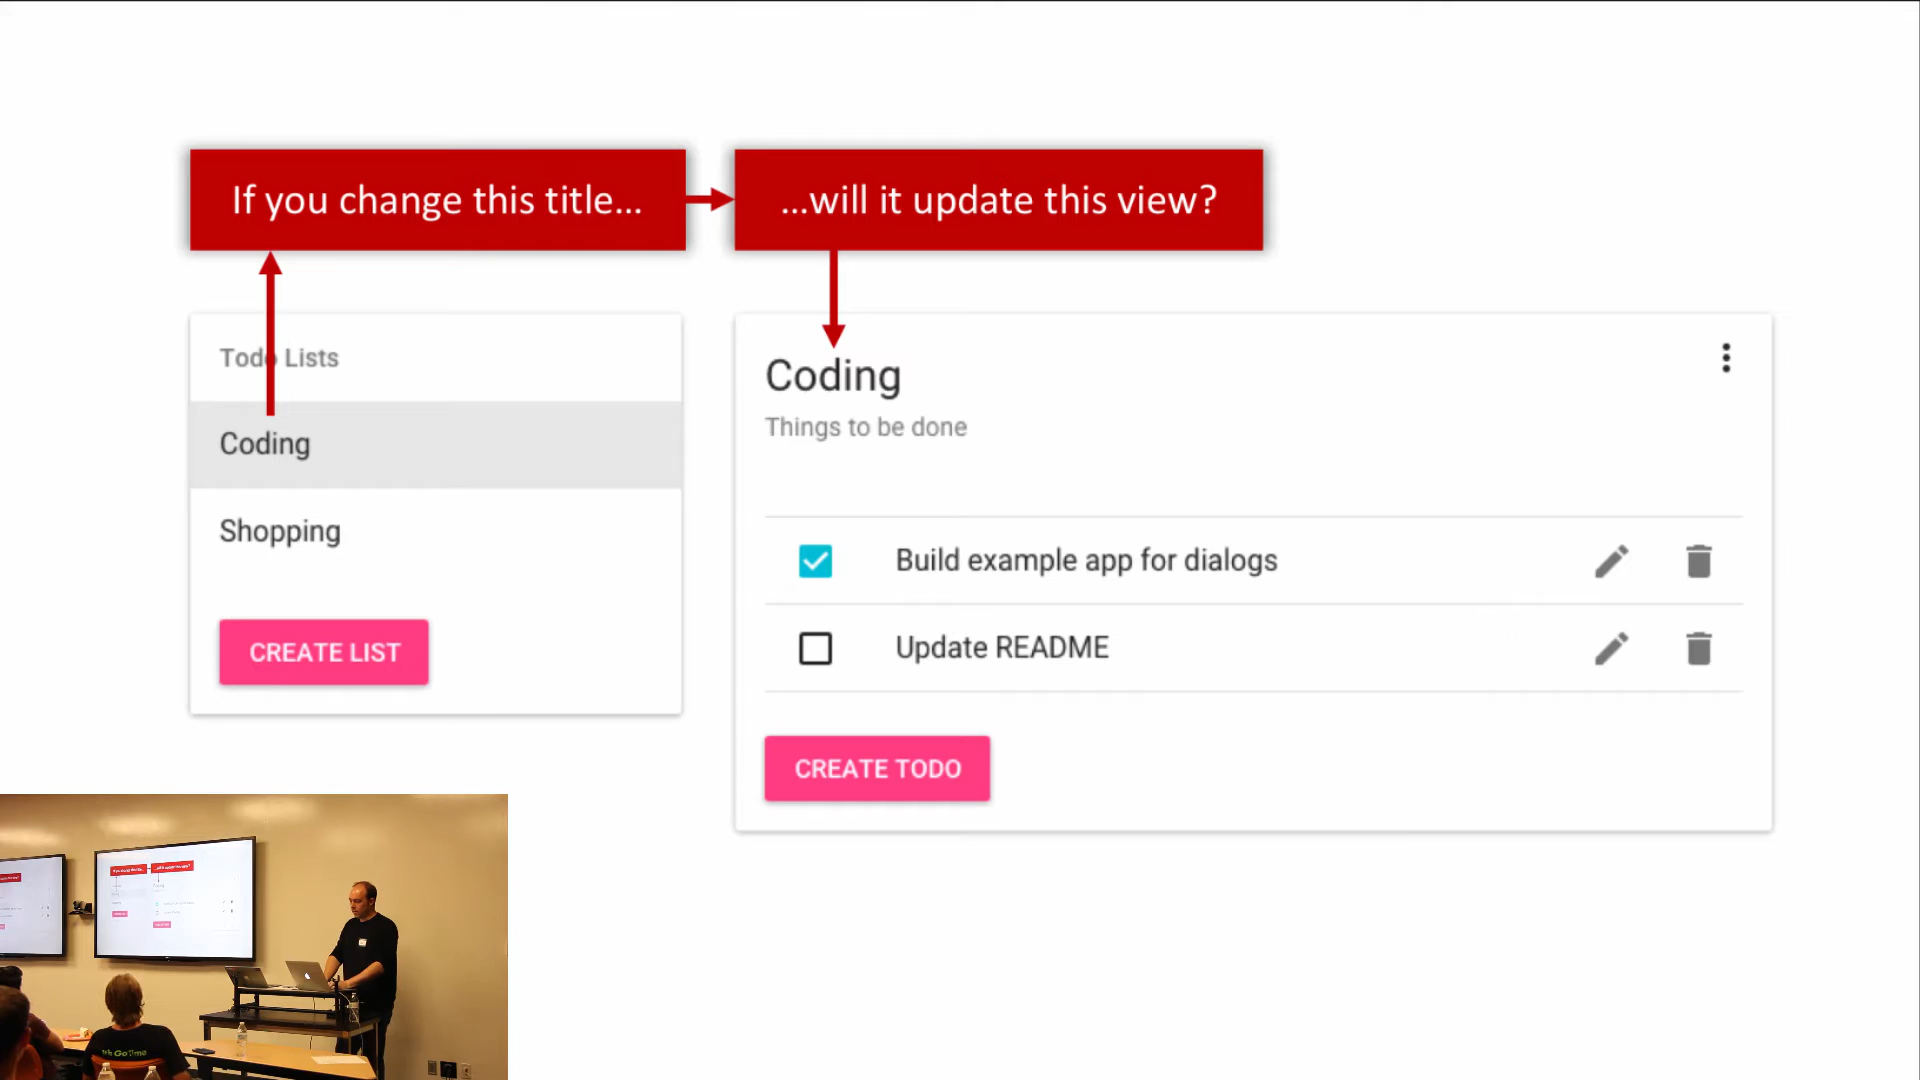 If you change this title...
...will it update this view?
Todo Lists
Coding
Shopping
CREATE LIST
Coding
Things to be done
Build example app for dialogs
Update README
CREATE TODO